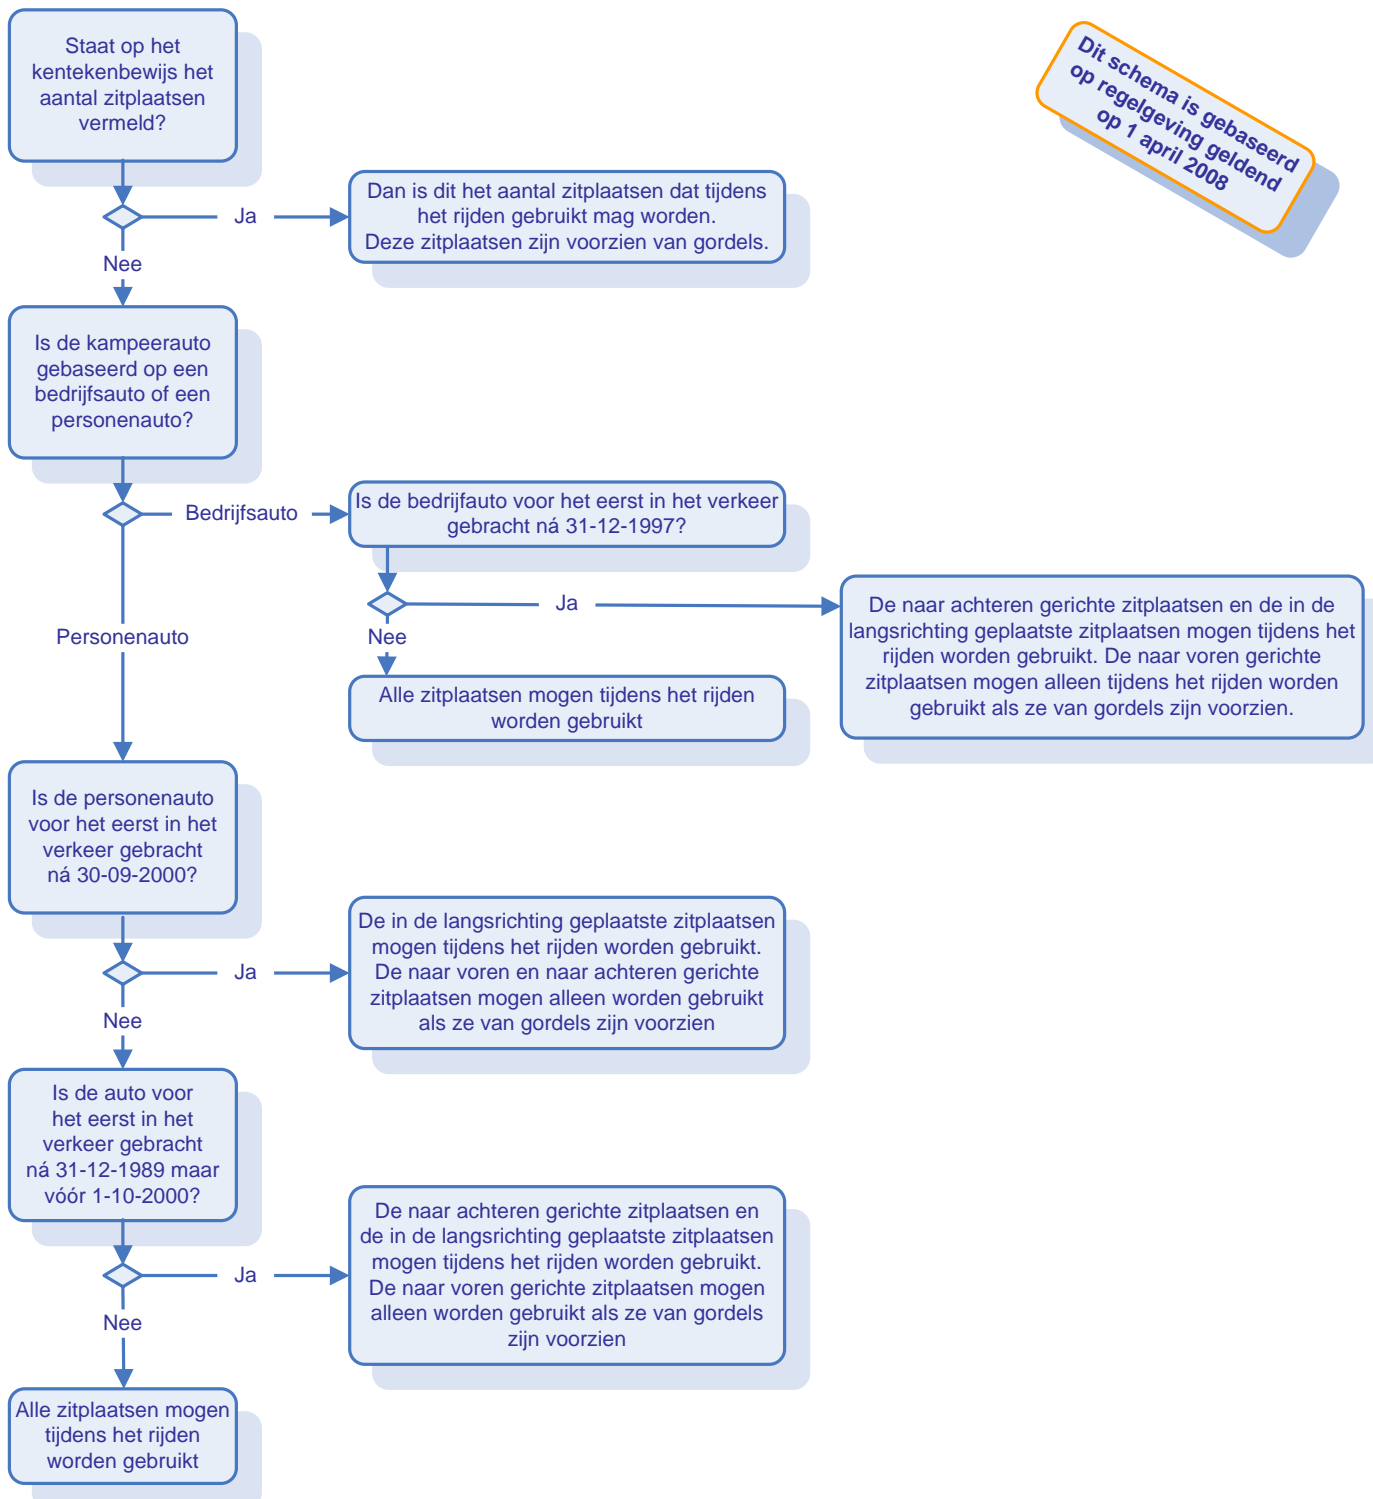 Staat op het
kentekenbewijs het
aantal zitplaatsen
vermeld?
Dit schema is gebaseerd
op regelgeving geldend
op 1 april 2008
Ja
Dan is dit het aantal zitplaatsen dat tijdens
het rijden gebruikt mag worden.
Deze zitplaatsen zijn voorzien van gordels.
Nee
Is de kampeerauto
gebaseerd op een
bedrijfsauto of een
personenauto?
Bedrijfsauto
Is de bedrijfauto voor het eerst in het verkeer
gebracht ná 31-12-1997?
Ja
De naar achteren gerichte zitplaatsen en de in de
langsrichting geplaatste zitplaatsen mogen tijdens het
rijden worden gebruikt. De naar voren gerichte
zitplaatsen mogen alleen tijdens het rijden worden
gebruikt als ze van gordels zijn voorzien.
Nee
Alle zitplaatsen mogen tijdens het rijden
worden gebruikt
Personenauto
Is de personenauto
voor het eerst in het
verkeer gebracht
ná 30-09-2000?
Ja
De in de langsrichting geplaatste zitplaatsen
mogen tijdens het rijden worden gebruikt.
De naar voren en naar achteren gerichte
zitplaatsen mogen alleen worden gebruikt
als ze van gordels zijn voorzien
Nee
Is de auto voor
het eerst in het
verkeer gebracht
ná 31-12-1989 maar
vóór 1-10-2000?
Ja
De naar achteren gerichte zitplaatsen en
de in de langsrichting geplaatste zitplaatsen
mogen tijdens het rijden worden gebruikt.
De naar voren gerichte zitplaatsen mogen
alleen worden gebruikt als ze van gordels
zijn voorzien
Nee
Alle zitplaatsen mogen
tijdens het rijden
worden gebruikt